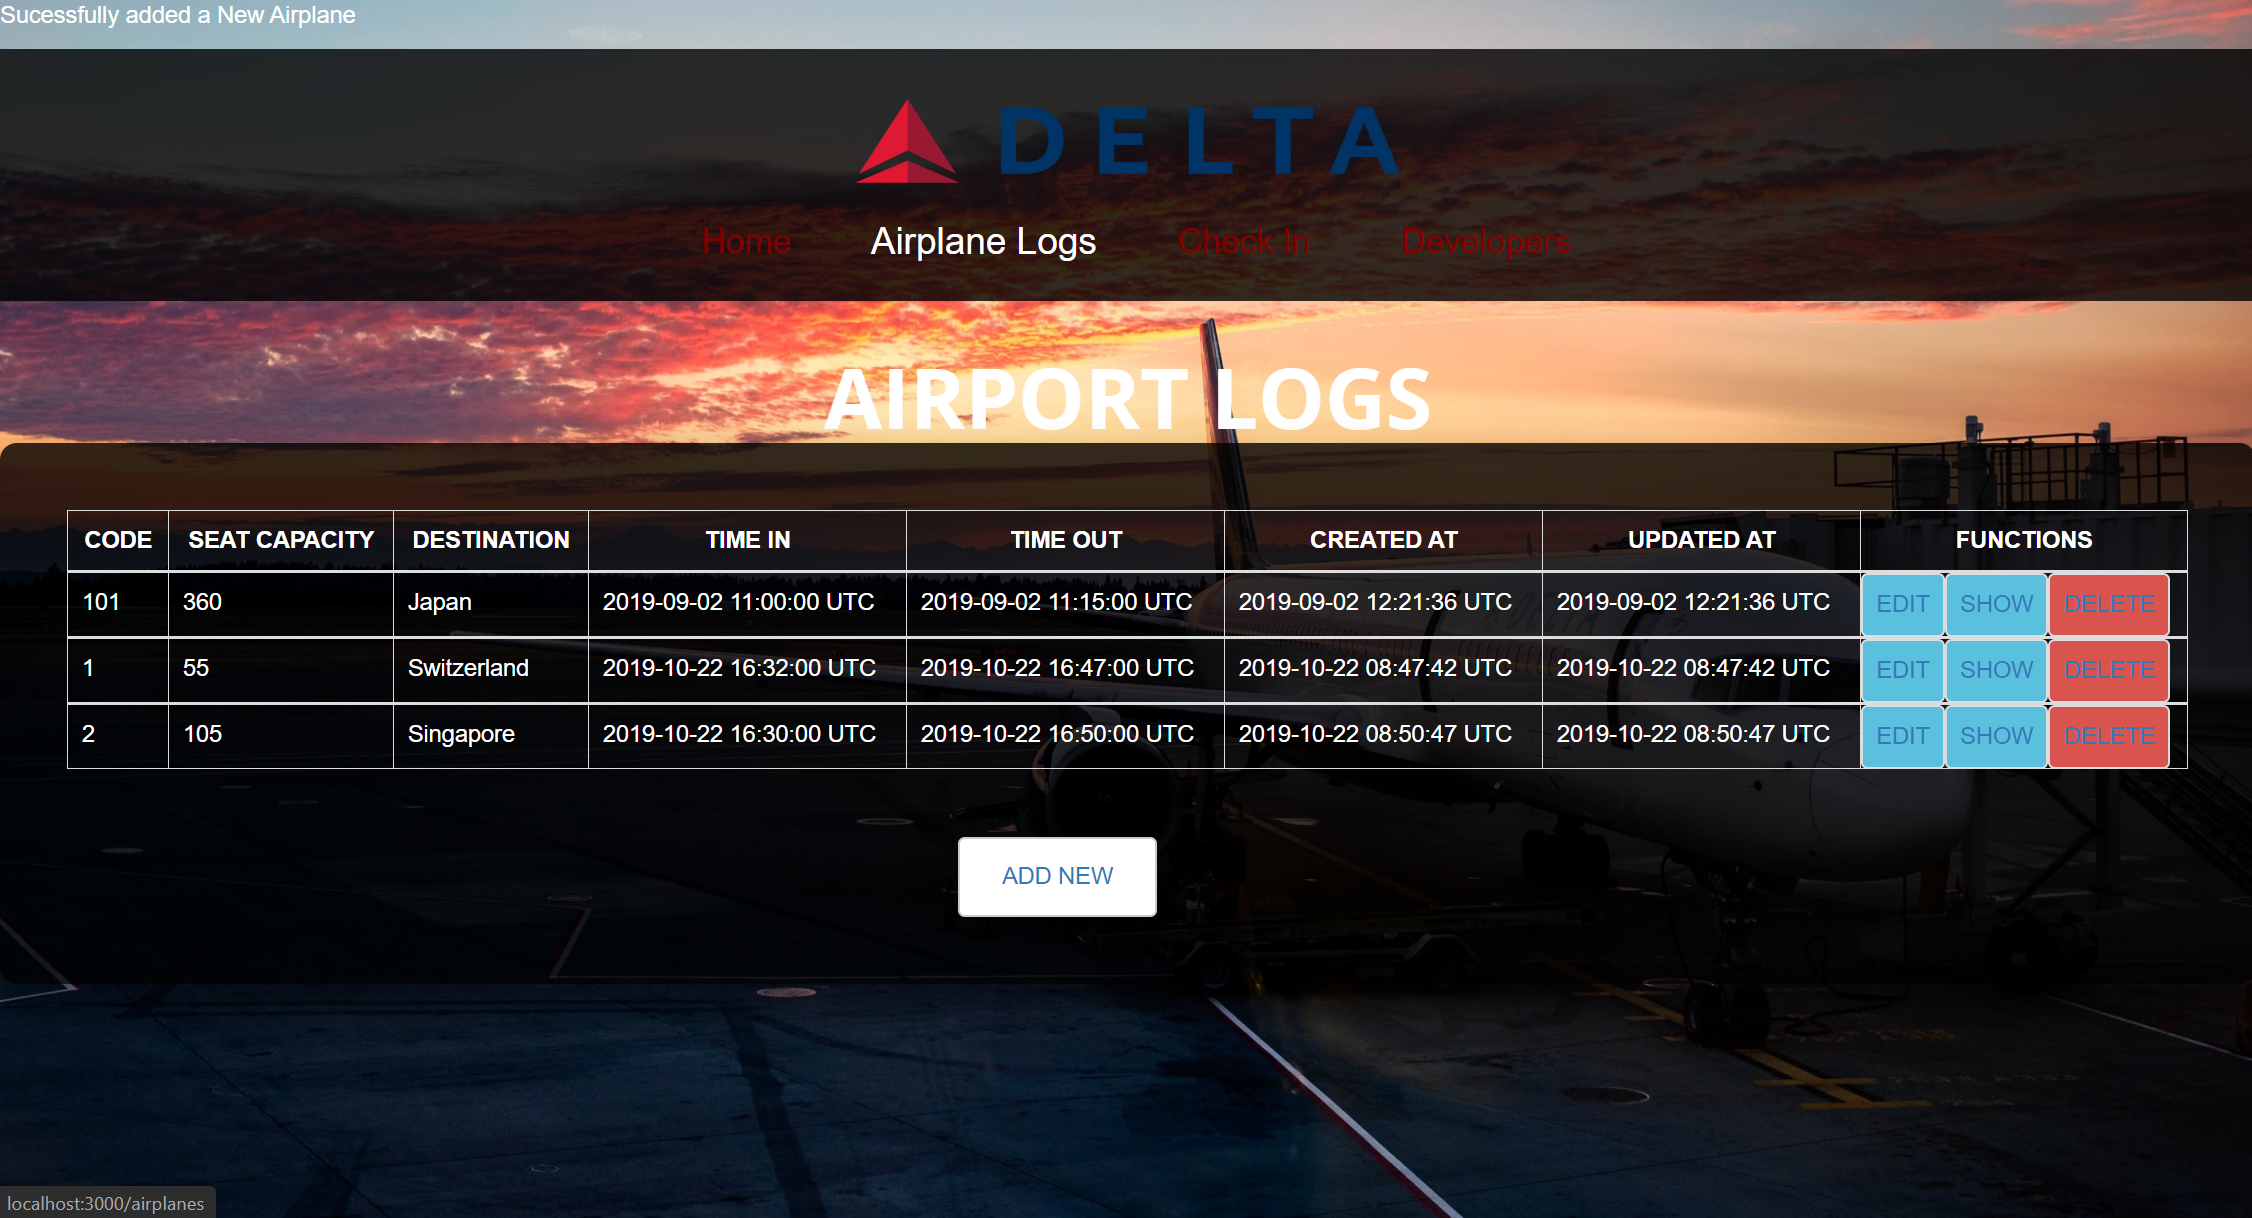 Sucessfully added a New Airplane
DELTA
Home Airplane Logs Check In Developers
AIRPORT LOGS
CODE SEAT CAPACITY DESTINATION TIME IN TIME OUT CREATED AT UPDATED AT FUNCTIONS
101 360 Japan 2019-09-02 11:00:00 UTC 2019-09-02 11:15:00 UTC 2019-09-02 12:21:36 UTC 2019-09-02 12:21:36 UTC EDIT SHOW DELETE
1 55 Switzerland 2019-10-22 16:32:00 UTC 2019-10-22 16:47:00 UTC 2019-10-22 08:47:42 UTC 2019-10-22 08:47:42 UTC EDIT SHOW DELETE
2 105 Singapore 2019-10-22 16:30:00 UTC 2019-10-22 16:50:00 UTC 2019-10-22 08:50:47 UTC 2019-10-22 08:50:47 UTC EDIT SHOW DELETE
ADD NEW
localhost:3000/airplanes